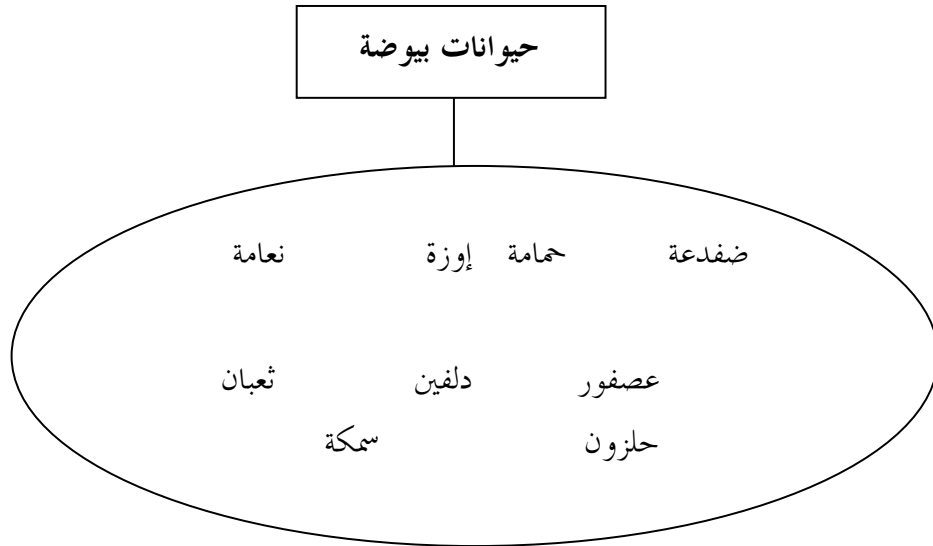 حيوانات بيوضة
ضفدعة حمامة إوزة نعامة
عصفور دلفين ثعبان
حلزون سمكة